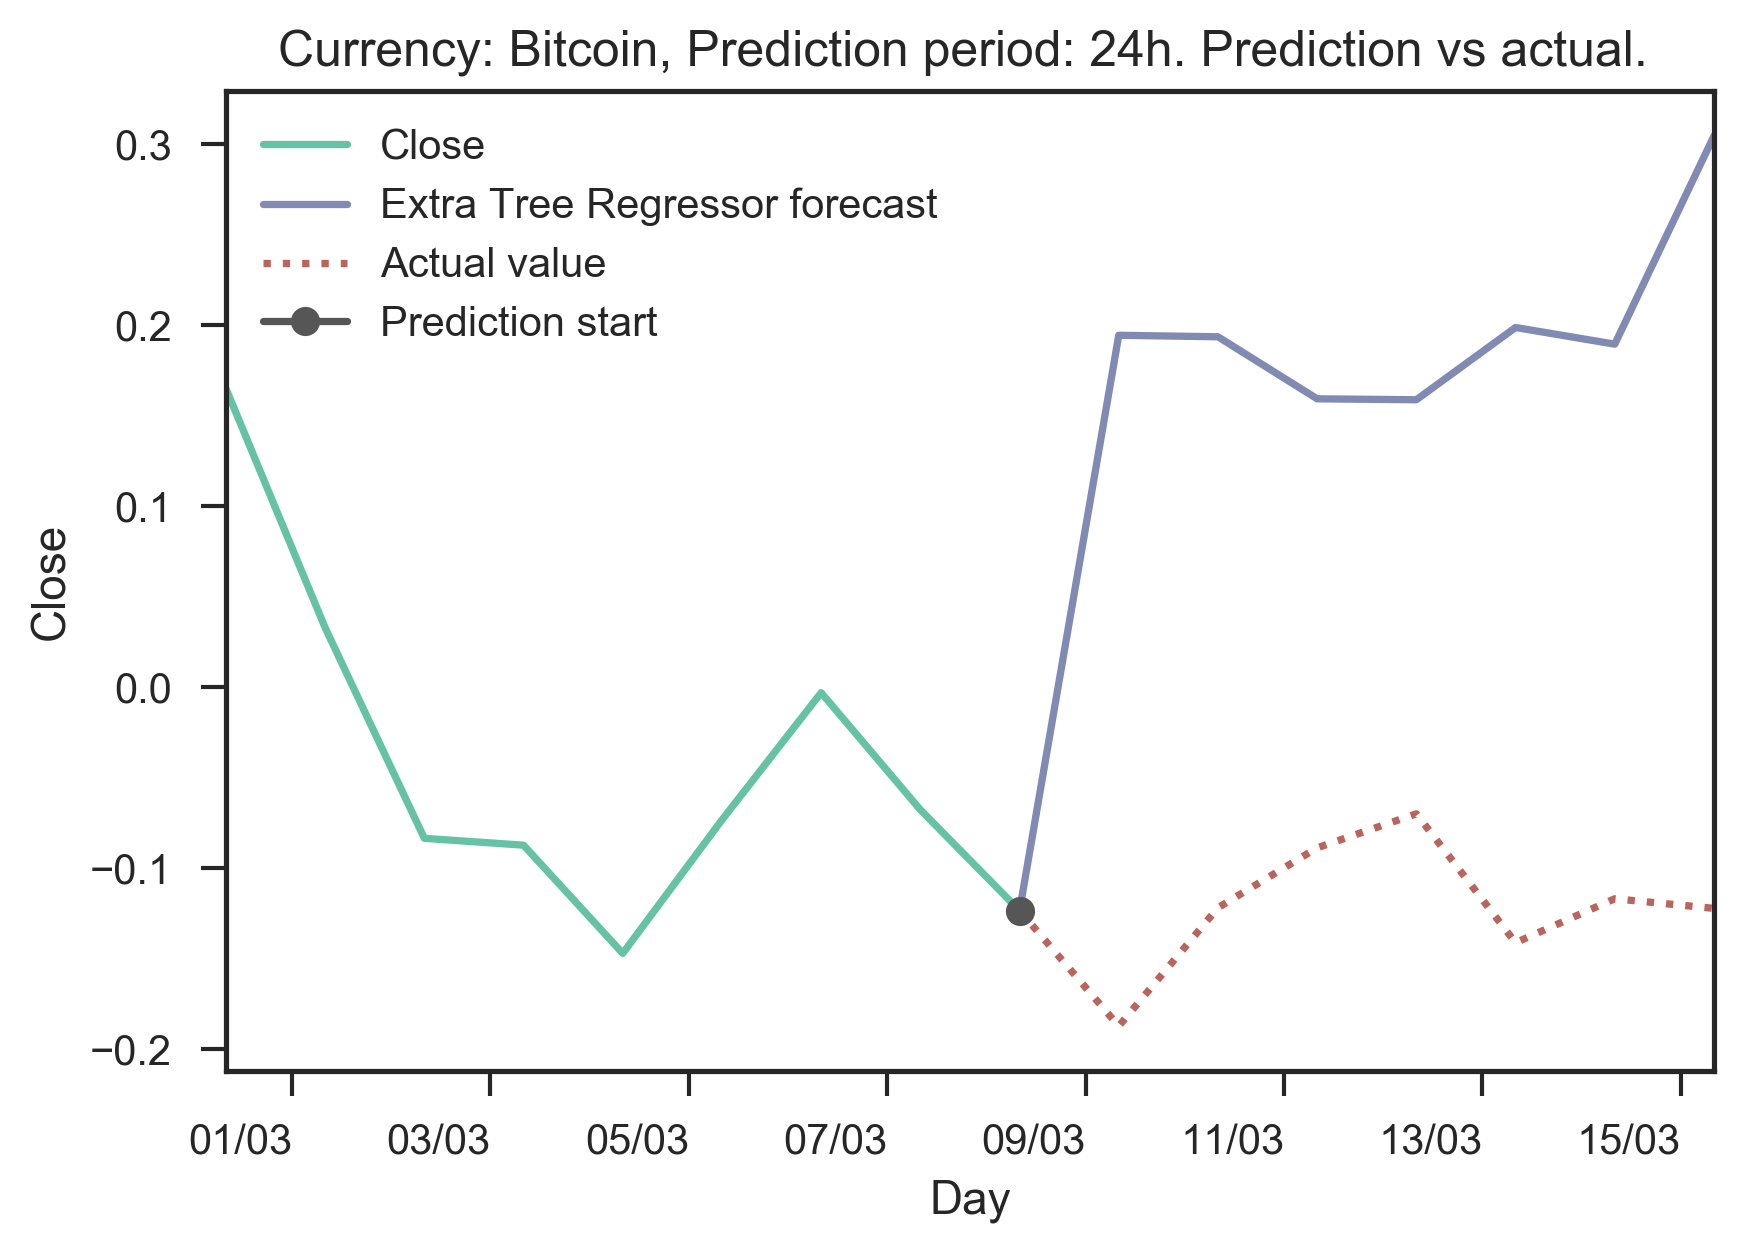 Currency: Bitcoin, Prediction period: 24h. Prediction vs actual.
Close
Extra Tree Regressor forecast
Actual value
Prediction start
0.3
0.2
0.1
0.0
−0.1
−0.2
Close
01/03 03/03 05/03 07/03 09/03 11/03 13/03 15/03
Day